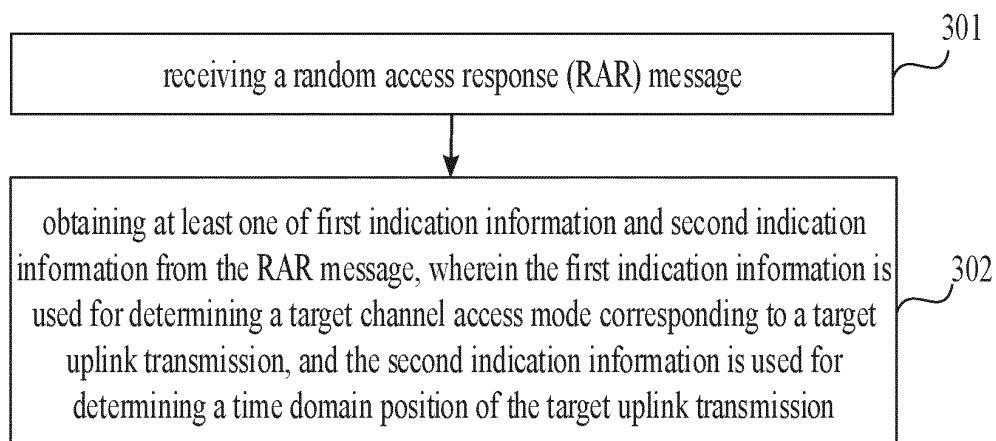 301
receiving a random access response (RAR) message
obtaining at least one of first indication information and second indication
information from the RAR message, wherein the first indication information is
used for determining a target channel access mode corresponding to a target
uplink transmission, and the second indication information is used for
determining a time domain position of the target uplink transmission
302